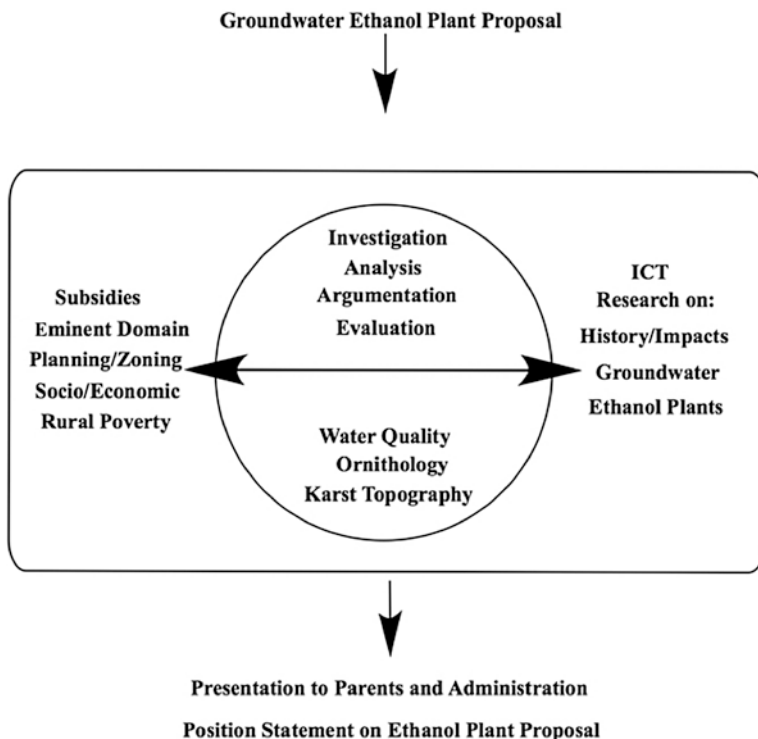 Groundwater Ethanol Plant Proposal
Investigation
Analysis
Argumentation
Evaluation
Subsidies
Eminent Domain
Planning/Zoning
Socio/Economic
Rural Poverty
ICT
Research on:
History/Impacts
Groundwater
Ethanol Plants
Water Quality
Ornithology
Karst Topography
Presentation to Parents and Administration
Position Statement on Ethanol Plant Proposal